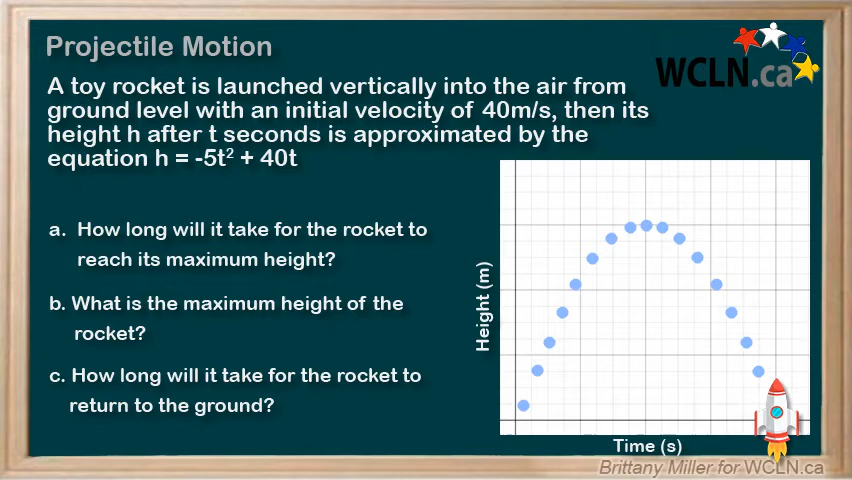 Projectile Motion
WCLN.ca
A toy rocket is launched vertically into the air from
ground level with an initial velocity of 40m/s, then its
height h after t seconds is approximated by the
equation h = -5t² + 40t
a. How long will it take for the rocket to
reach its maximum height?
b. What is the maximum height of the
rocket?
c. How long will it take for the rocket to
return to the ground?
Height (m)
Time (s)
Brittany Miller for WCLN.ca